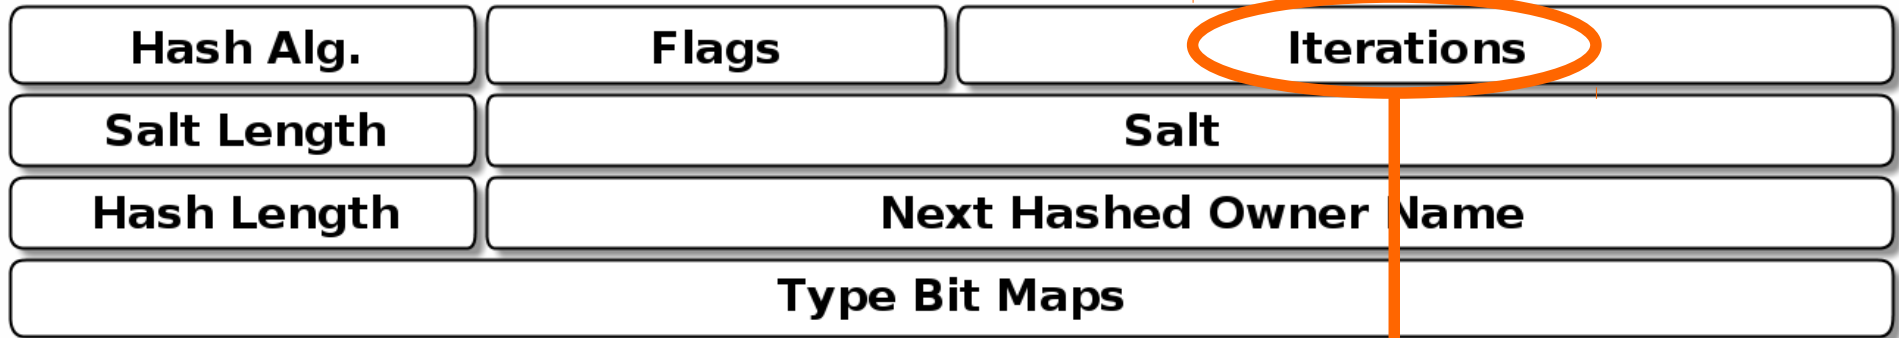 Hash Alg. Flags Iterations
Salt Length Salt
Hash Length Next Hashed Owner Name
Type Bit Maps